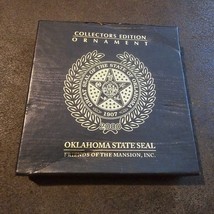 COLLECTORS EDITION
ORNAMENT
1907
OKLAHOMA STATE SEAL
FRIENDS OF THE MANSION, INC.